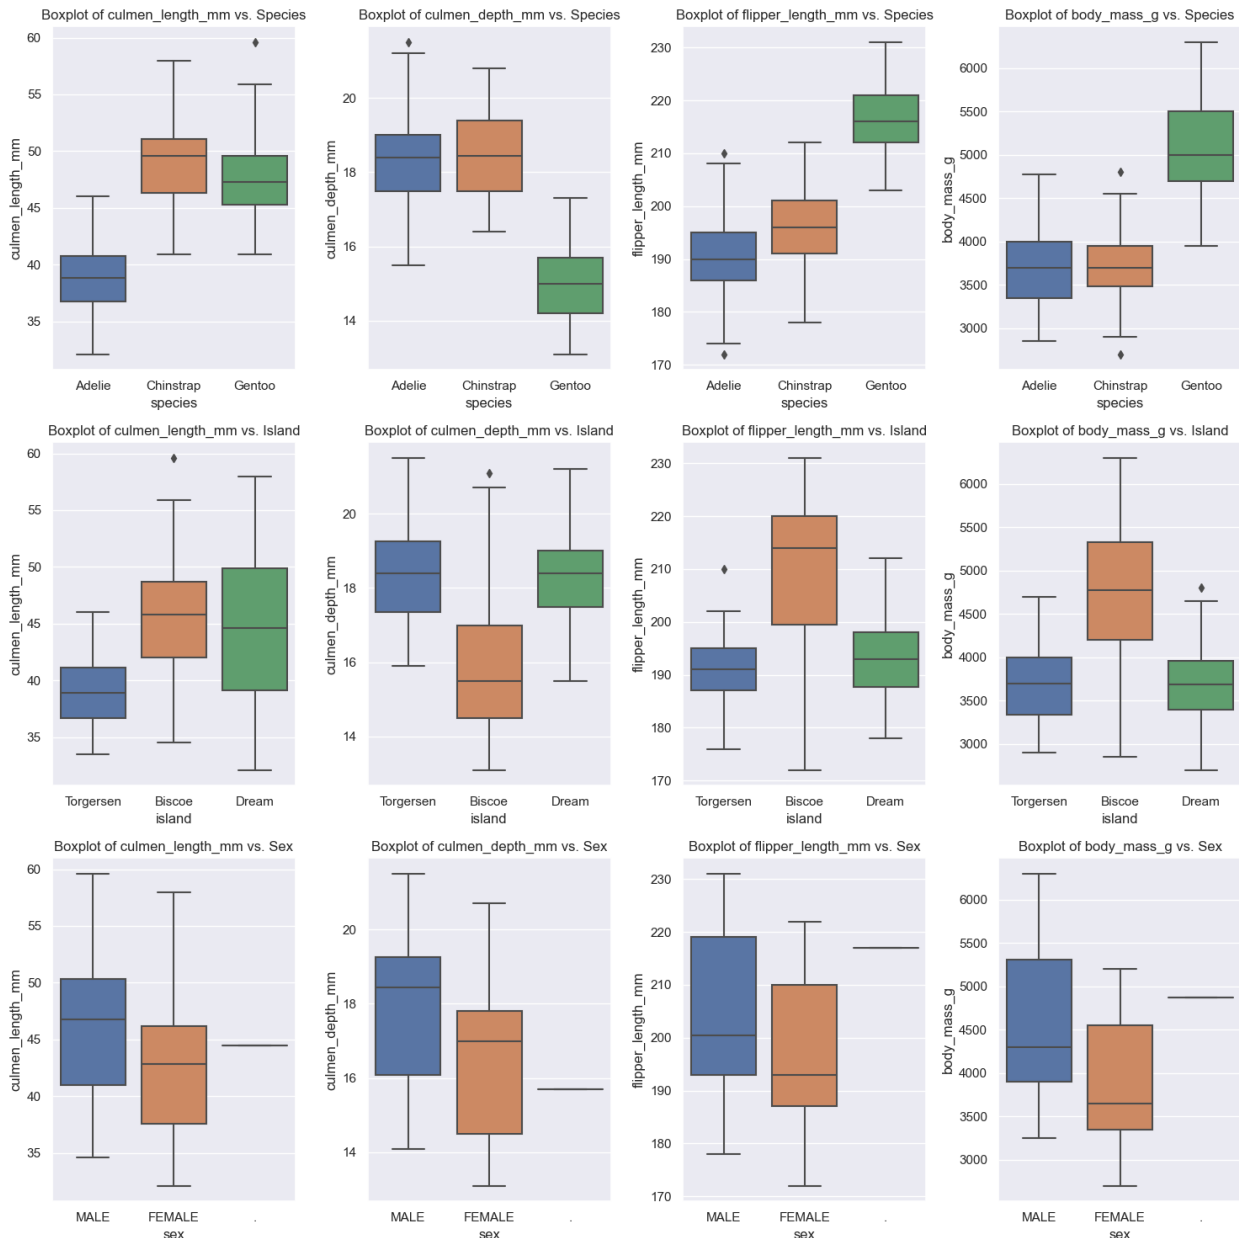 Boxplot of culmen_length_mm vs. Species
culmen_length_mm
60
55
50
45
40
35
Adelie Chinstrap Gentoo
species
Boxplot of culmen_depth_mm vs. Species
culmen_depth_mm
20
18
16
14
Adelie Chinstrap Gentoo
species
Boxplot of flipper_length_mm vs. Species
flipper_length_mm
230
220
210
200
190
180
170
Adelie Chinstrap Gentoo
species
Boxplot of body_mass_g vs. Species
body_mass_g
6000
5500
5000
4500
4000
3500
3000
Adelie Chinstrap Gentoo
species
Boxplot of culmen_length_mm vs. Island
culmen_length_mm
60
55
50
45
40
35
Torgersen Biscoe Dream
island
Boxplot of culmen_depth_mm vs. Island
culmen_depth_mm
20
18
16
14
Torgersen Biscoe Dream
island
Boxplot of flipper_length_mm vs. Island
flipper_length_mm
230
220
210
200
190
180
170
Torgersen Biscoe Dream
island
Boxplot of body_mass_g vs. Island
body_mass_g
6000
5500
5000
4500
4000
3500
3000
Torgersen Biscoe Dream
island
Boxplot of culmen_length_mm vs. Sex
culmen_length_mm
60
55
50
45
40
35
MALE FEMALE .
sex
Boxplot of culmen_depth_mm vs. Sex
culmen_depth_mm
20
18
16
14
MALE FEMALE .
sex
Boxplot of flipper_length_mm vs. Sex
flipper_length_mm
230
220
210
200
190
180
170
MALE FEMALE .
sex
Boxplot of body_mass_g vs. Sex
body_mass_g
6000
5500
5000
4500
4000
3500
3000
MALE FEMALE .
sex